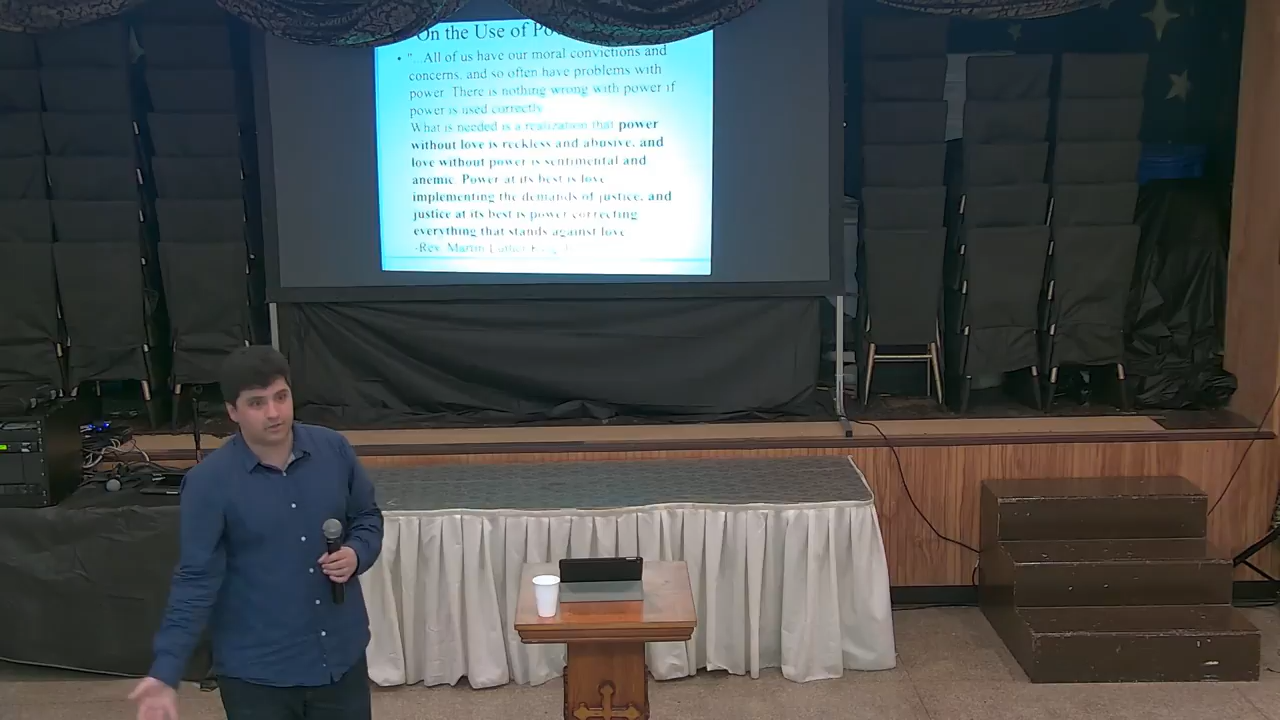 On the Use of
• "...All of us have our moral convictions and
concerns, and so often have problems with
power. There is nothing wrong with power if
power is used correctly.
What is needed is a realization that power
without love is reckless and abusive, and
love without power is sentimental and
anemic. Power at its best is love
implementing the demands of justice, and
justice at its best is power correcting
everything that stands against love
-Rev. Martin Luther King,